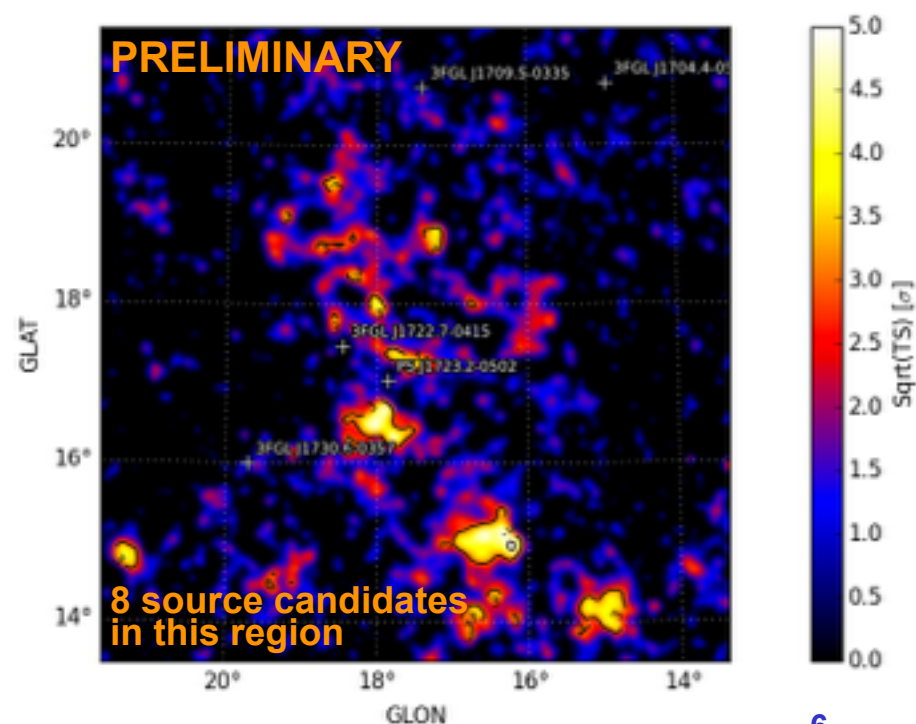 PRELIMINARY
3FGL J1709.5-0335
3FGL J1704.4-05
3FGL J1722.7-0415
PS J1723.2-0502
3FGL J1730.6-0357
8 source candidates
in this region
20°
18°
16°
14°
GLAT
20°
18°
16°
14°
GLON
5.0
4.5
4.0
3.5
3.0
2.5
2.0
1.5
1.0
0.5
0.0
Sqrt(TS) [σ]